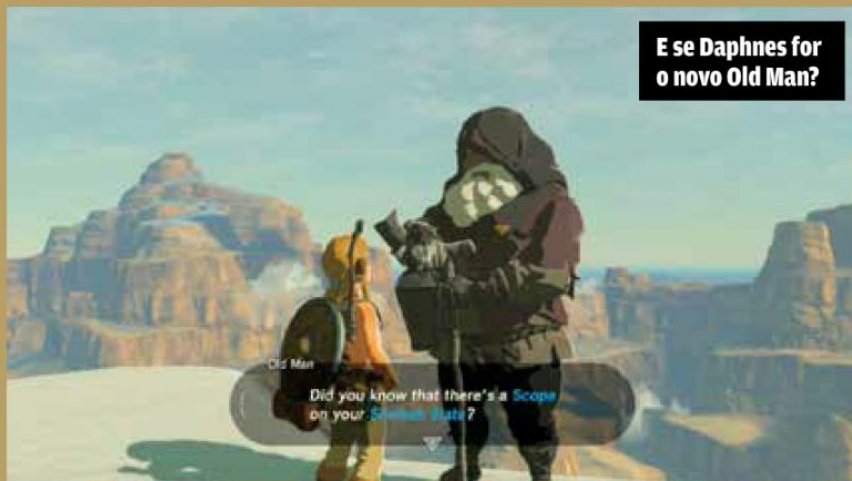 E se Daphnes for
o novo Old Man?
Old Man
Did you know that there's a Scope
on your Sheikah Slate?